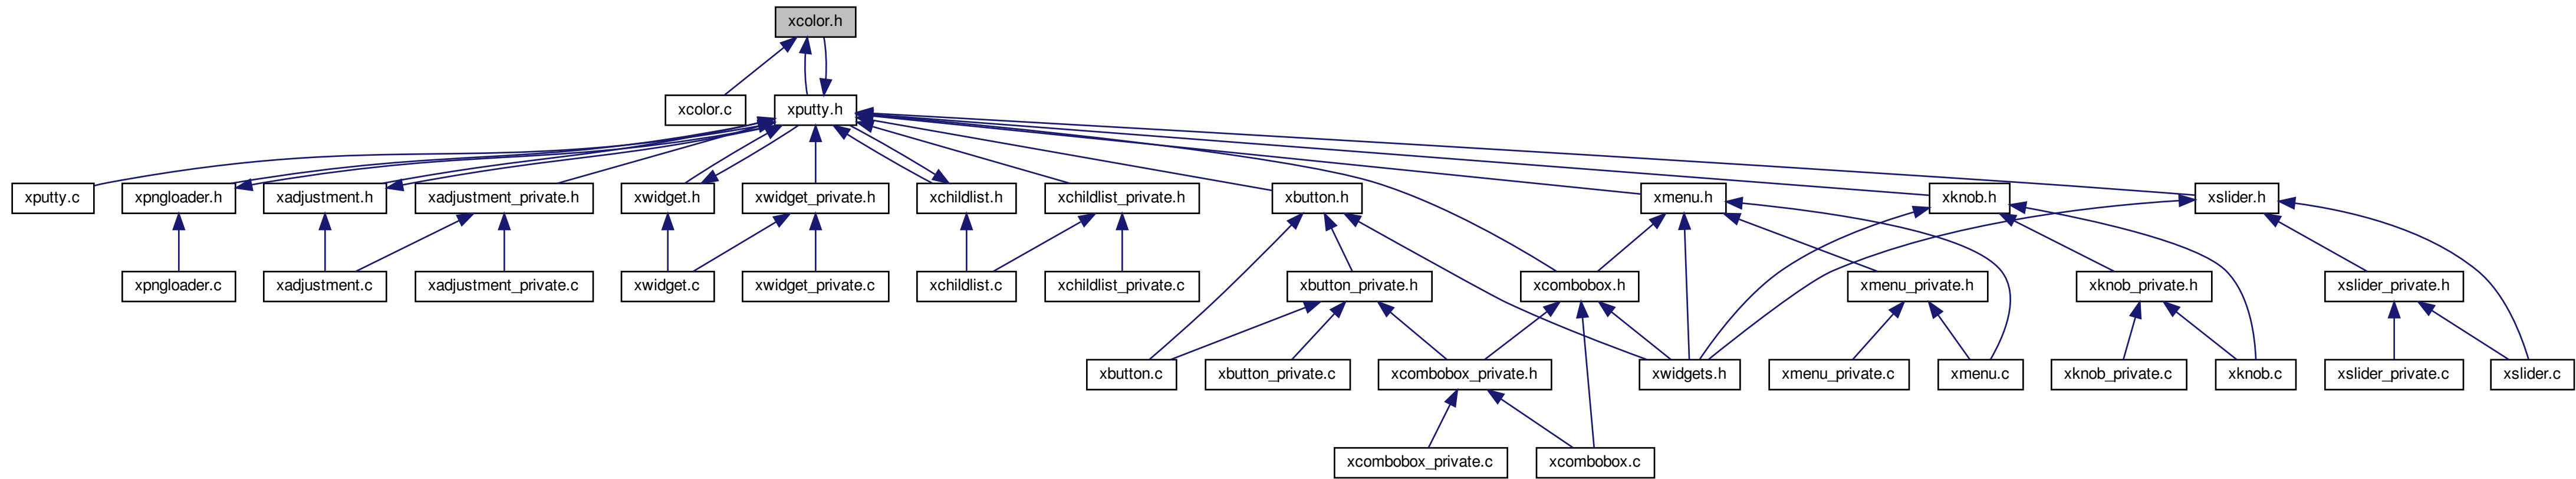 xcolor.h
xcolor.c
xputty.h
xputty.c
xpngloader.h
xadjustment.h
xadjustment_private.h
xwidget.h
xwidget_private.h
xchildlist.h
xchildlist_private.h
xbutton.h
xmenu.h
xknob.h
xslider.h
xpngloader.c
xadjustment.c
xadjustment_private.c
xwidget.c
xwidget_private.c
xchildlist.c
xchildlist_private.c
xbutton_private.h
xcombobox.h
xmenu_private.h
xknob_private.h
xslider_private.h
xbutton.c
xbutton_private.c
xcombobox_private.h
xwidgets.h
xmenu_private.c
xmenu.c
xknob_private.c
xknob.c
xslider_private.c
xslider.c
xcombobox_private.c
xcombobox.c